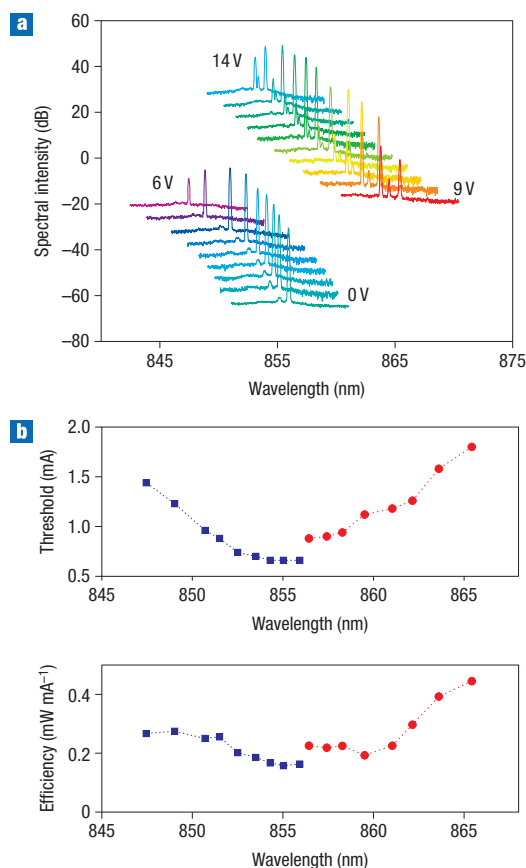 a
60
40
20
0
–20
–40
–60
–80
Spectral intensity (dB)
14 V
6 V
9 V
0 V
845
855
865
875
Wavelength (nm)
b
2.0
1.5
1.0
0.5
Threshold (mA)
845
850
855
860
865
Wavelength (nm)
0.4
0.2
0
Efficiency (mW mA–1)
845
850
855
860
865
Wavelength (nm)